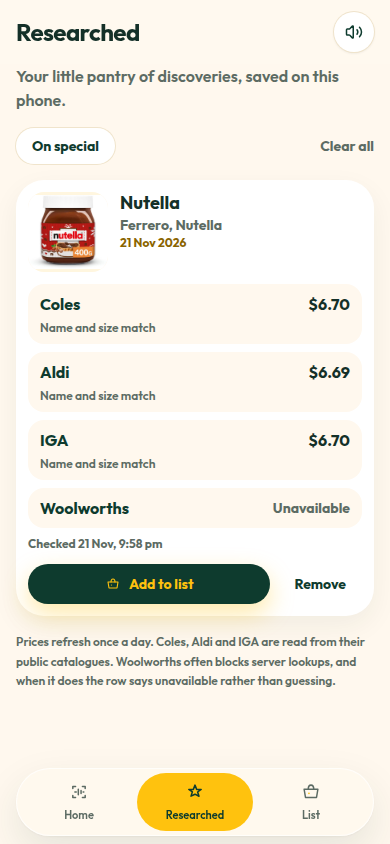 Researched
Your little pantry of discoveries, saved on this
phone.
On special
Clear all
nutella
400g
Nutella
Ferrero, Nutella
21 Nov 2026
Coles
$6.70
Name and size match
Aldi
$6.69
Name and size match
IGA
$6.70
Name and size match
Woolworths
Unavailable
Checked 21 Nov, 9:58 pm
Add to list
Remove
Prices refresh once a day. Coles, Aldi and IGA are read from their
public catalogues. Woolworths often blocks server lookups, and
when it does the row says unavailable rather than guessing.
Home
Researched
List